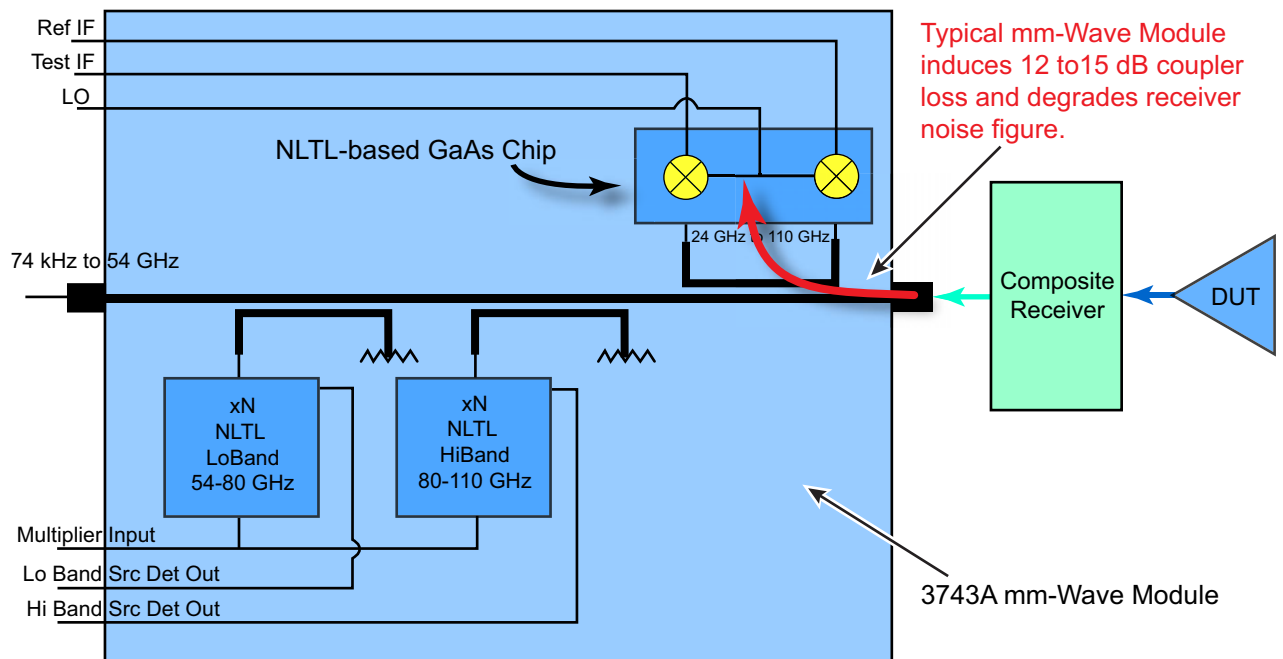 Ref IF
Test IF
LO
Typical mm-Wave Module
induces 12 to15 dB coupler
loss and degrades receiver
noise figure.
NLTL-based GaAs Chip
24 GHz to 110 GHz
74 kHz to 54 GHz
Composite
Receiver
DUT
xN
NLTL
LoBand
54-80 GHz
xN
NLTL
HiBand
80-110 GHz
Multiplier Input
Lo Band Src Det Out
Hi Band Src Det Out
3743A mm-Wave Module